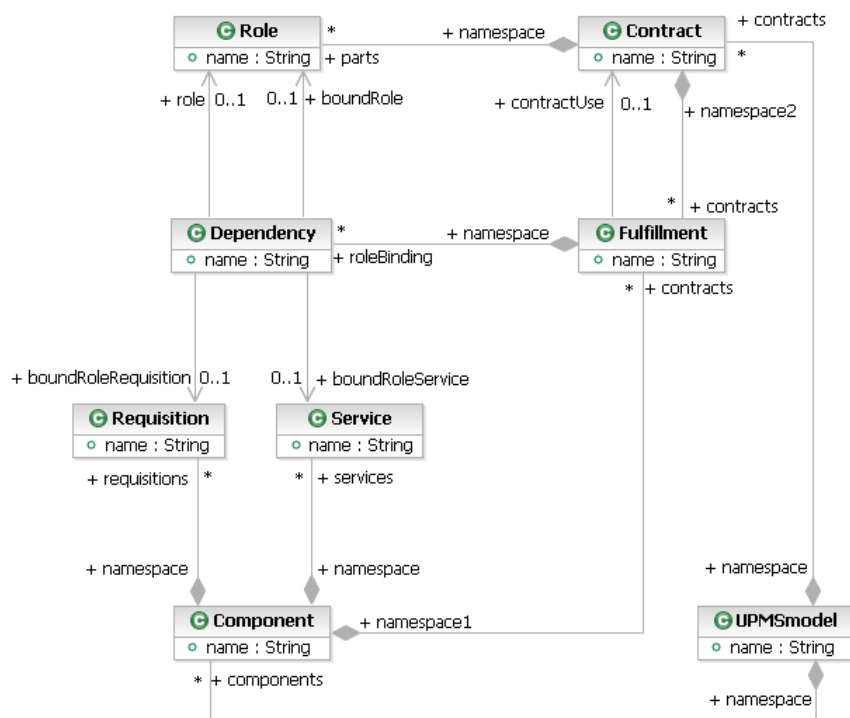 + contracts
Role
*
+ namespace
Contract
name : String
+ parts
name : String
*
+ role
0..1
0..1
+ boundRole
+ contractUse
0..1
+ namespace2
*
+ contracts
Dependency
*
+ namespace
Fulfillment
name : String
+ roleBinding
name : String
*
+ contracts
+ boundRoleRequisition
0..1
0..1
+ boundRoleService
Requisition
Service
name : String
name : String
+ requisitions
*
*
+ services
+ namespace
+ namespace
+ namespace
Component
+ namespace1
UPMSmodel
name : String
name : String
*
+ components
+ namespace